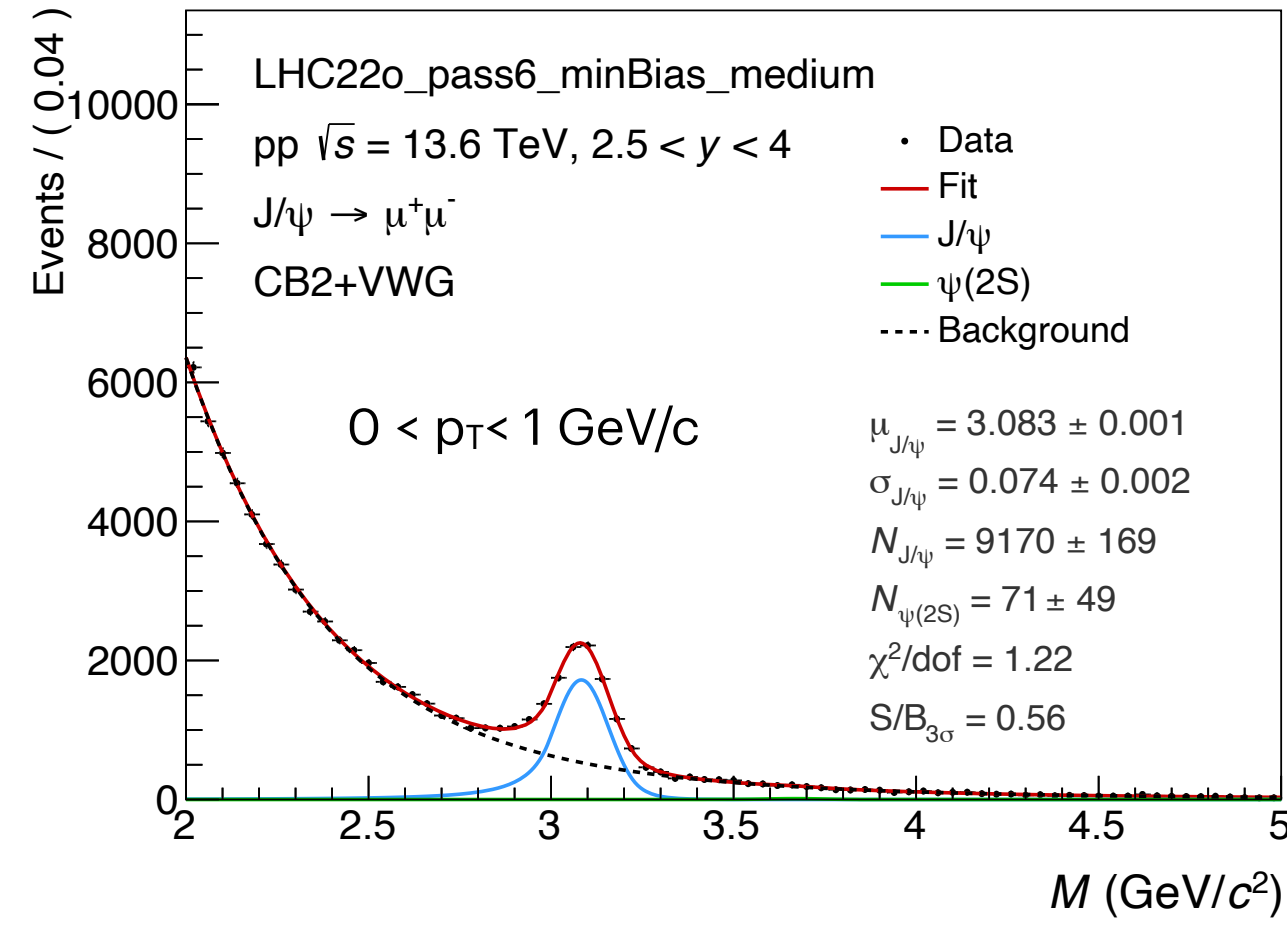 Events / ( 0.04 )
10000
8000
6000
4000
2000
0
LHC22o_pass6_minBias_medium
pp √s = 13.6 TeV, 2.5 < y < 4
J/ψ → μ⁺μ⁻
CB2+VWG
0 < pT< 1 GeV/c
Data
Fit
J/ψ
ψ(2S)
Background
μJ/ψ = 3.083 ± 0.001
σJ/ψ = 0.074 ± 0.002
NJ/ψ = 9170 ± 169
Nψ(2S) = 71 ± 49
χ²/dof = 1.22
S/B3σ = 0.56
2 2.5 3 3.5 4 4.5 5
M (GeV/c²)